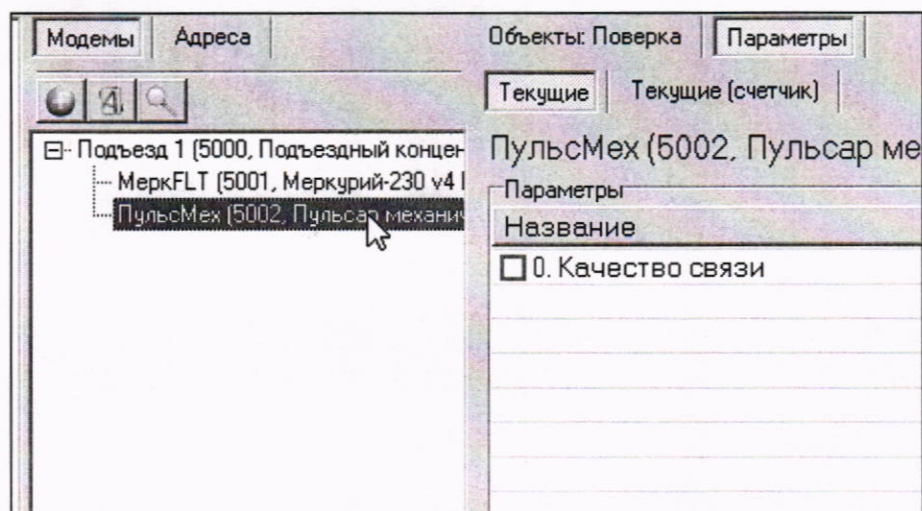 Модемы Адреса
Объекты: Поверка Параметры
Текущие Текущие (счетчик)
Подъезд 1 (5000, Подъездный концен
МеркFLT (5001, Меркурий-230 v4
ПульсМех (5002, Пульсар механич
ПульсМех (5002, Пульсар ме
Параметры
Название
0. Качество связи